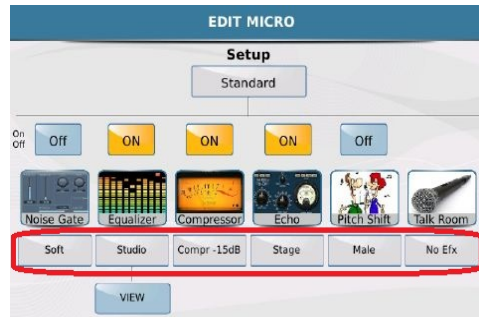 EDIT MICRO
Setup
Standard
On
Off
Off ON ON ON Off
Noise Gate Equalizer Compressor Echo Pitch Shift Talk Room
Soft Studio Compr -15dB Stage Male No Efx
VIEW